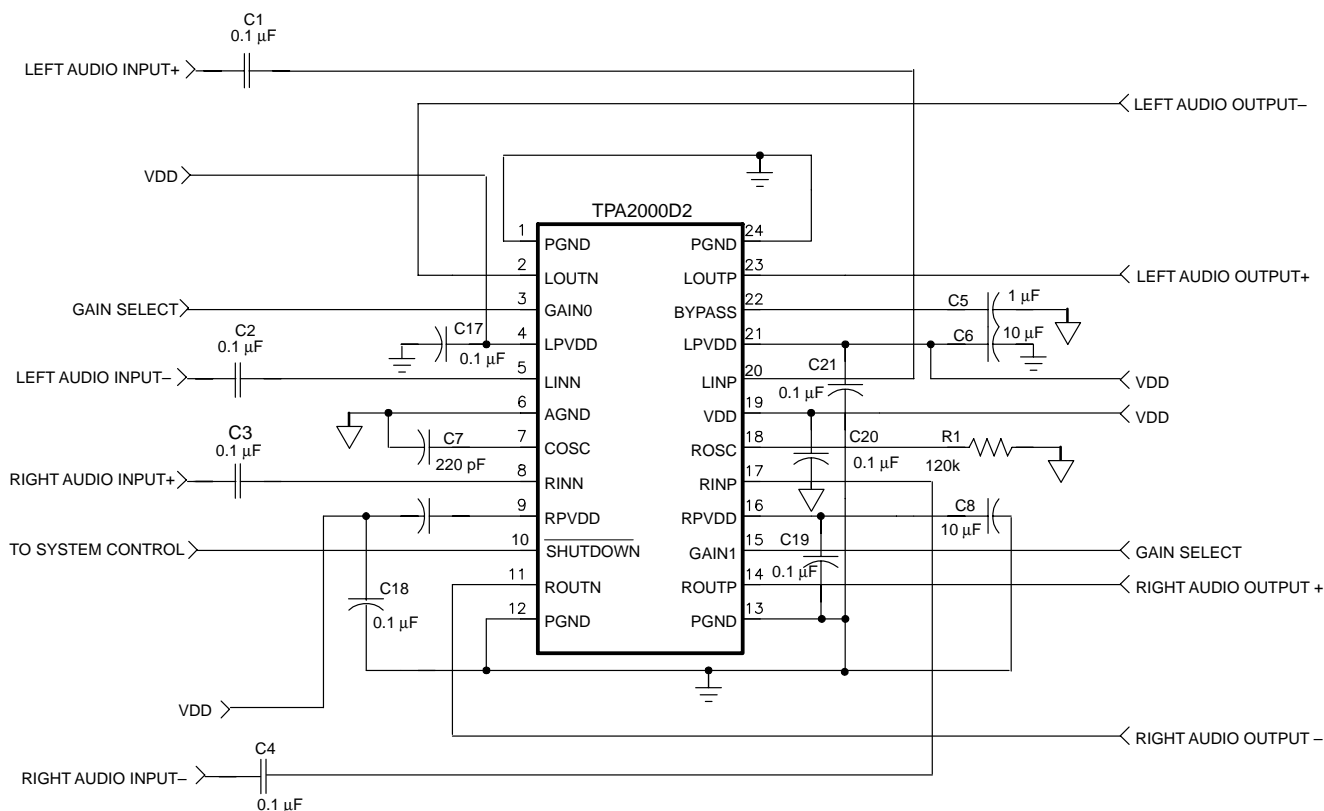 C1
0.1 µF
LEFT AUDIO INPUT+
LEFT AUDIO OUTPUT–
VDD
TPA2000D2
1 PGND PGND 24
2 LOUTN LOUTP 23
LEFT AUDIO OUTPUT+
GAIN SELECT
3 GAIN0 BYPASS 22
C5 1 µF
C17
0.1 µF
4 LPVDD LPVDD 21
C6 10 µF
C2
0.1 µF
LEFT AUDIO INPUT–
5 LINN LINP 20
C21
0.1 µF
VDD
6 AGND VDD 19
VDD
C7
220 pF
7 COSC ROSC 18
C20
0.1 µF
R1
120k
C3
0.1 µF
RIGHT AUDIO INPUT+
8 RINN RINP 17
9 RPVDD RPVDD 16
C8
10 µF
TO SYSTEM CONTROL
10 SHUTDOWN GAIN1 15
C19
0.1 µF
GAIN SELECT
11 ROUTN ROUTP 14
RIGHT AUDIO OUTPUT +
C18
0.1 µF
12 PGND PGND 13
VDD
RIGHT AUDIO OUTPUT –
C4
RIGHT AUDIO INPUT–
0.1 µF